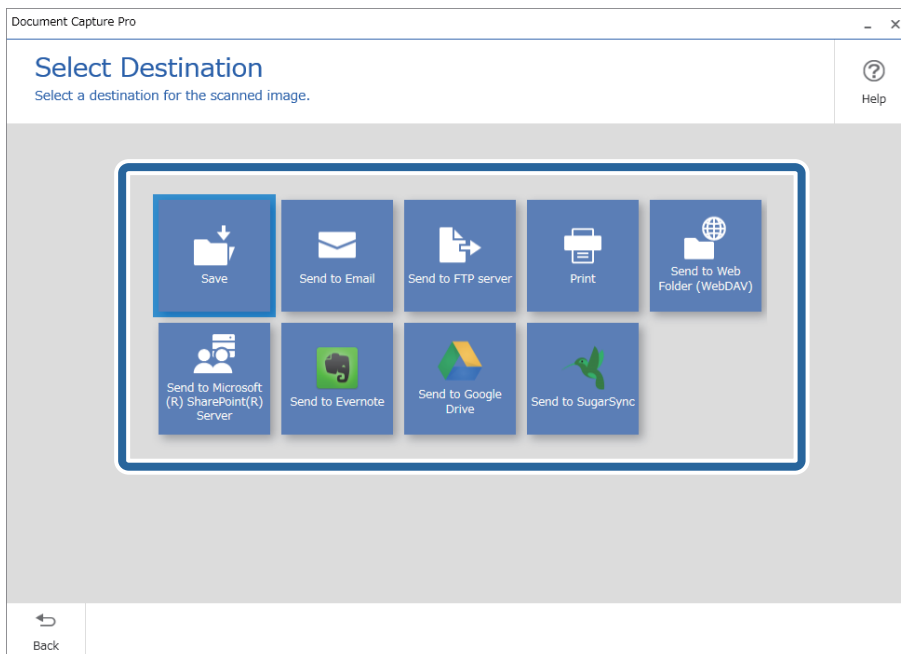 Document Capture Pro
Select Destination
Select a destination for the scanned image.
Help
Save
Send to Email
Send to FTP server
Print
Send to Web
Folder (WebDAV)
Send to Microsoft
(R) SharePoint(R)
Server
Send to Evernote
Send to Google
Drive
Send to SugarSync
Back